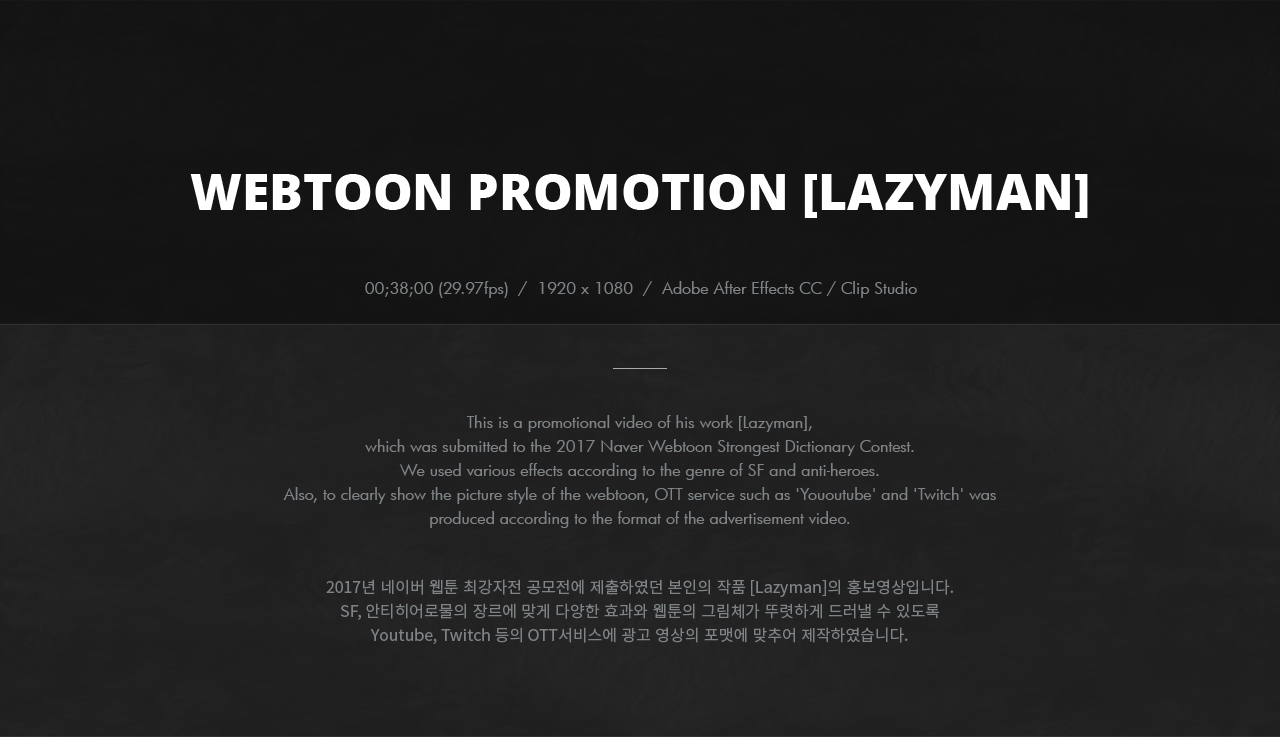 WEBTOON PROMOTION [LAZYMAN]
00;38;00 (29.97fps) / 1920 x 1080 / Adobe After Effects CC / Clip Studio
This is a promotional video of his work [Lazyman],
which was submitted to the 2017 Naver Webtoon Strongest Dictionary Contest.
We used various effects according to the genre of SF and anti-heroes.
Also, to clearly show the picture style of the webtoon, OTT service such as 'Yououtube' and 'Twitch' was
produced according to the format of the advertisement video.
2017년 네이버 웹툰 최강자전 공모전에 제출하였던 본인의 작품 [Lazyman]의 홍보영상입니다.
SF, 안티히어로물의 장르에 맞게 다양한 효과와 웹툰의 그림체가 뚜렷하게 드러낼 수 있도록
Youtube, Twitch 등의 OTT서비스에 광고 영상의 포맷에 맞추어 제작하였습니다.